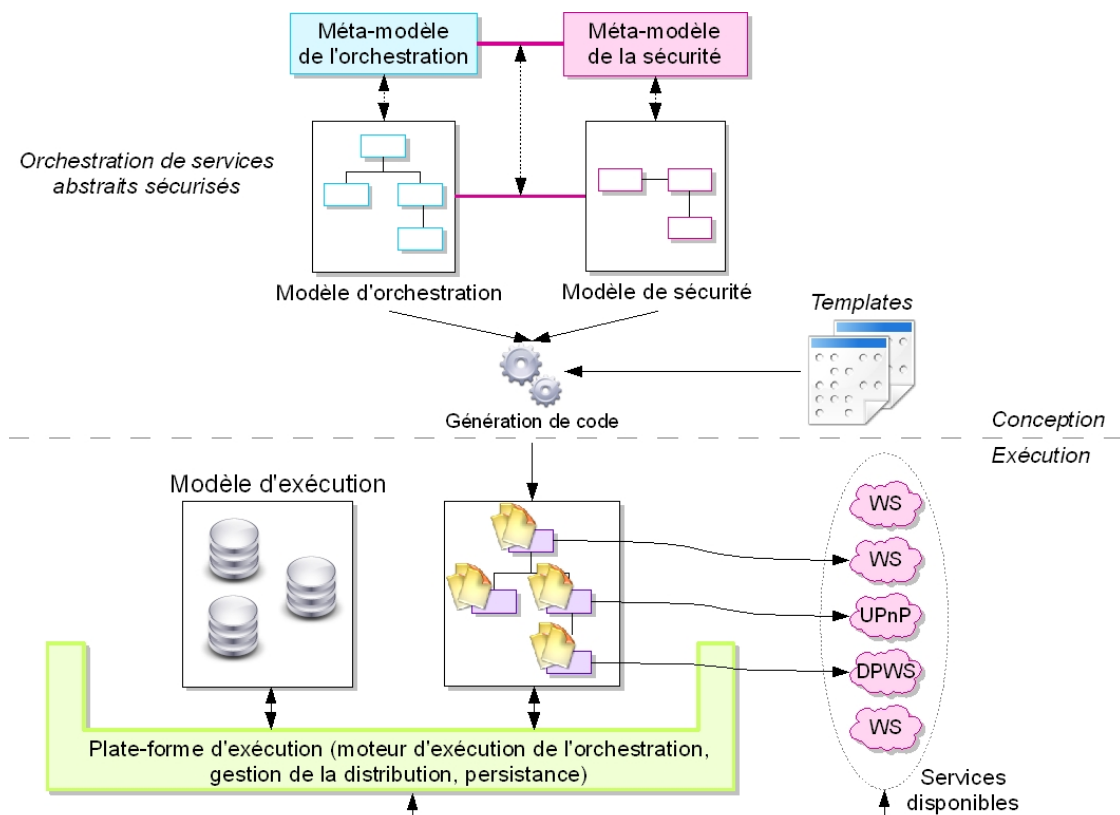 Méta-modèle
de l'orchestration
Méta-modèle
de la sécurité
Orchestration de services
abstraits sécurisés
Modèle d'orchestration
Modèle de sécurité
Templates
Génération de code
Conception
Exécution
Modèle d'exécution
WS
WS
UPnP
DPWS
WS
Plate-forme d'exécution (moteur d'exécution de l'orchestration,
gestion de la distribution, persistance)
Services
disponibles